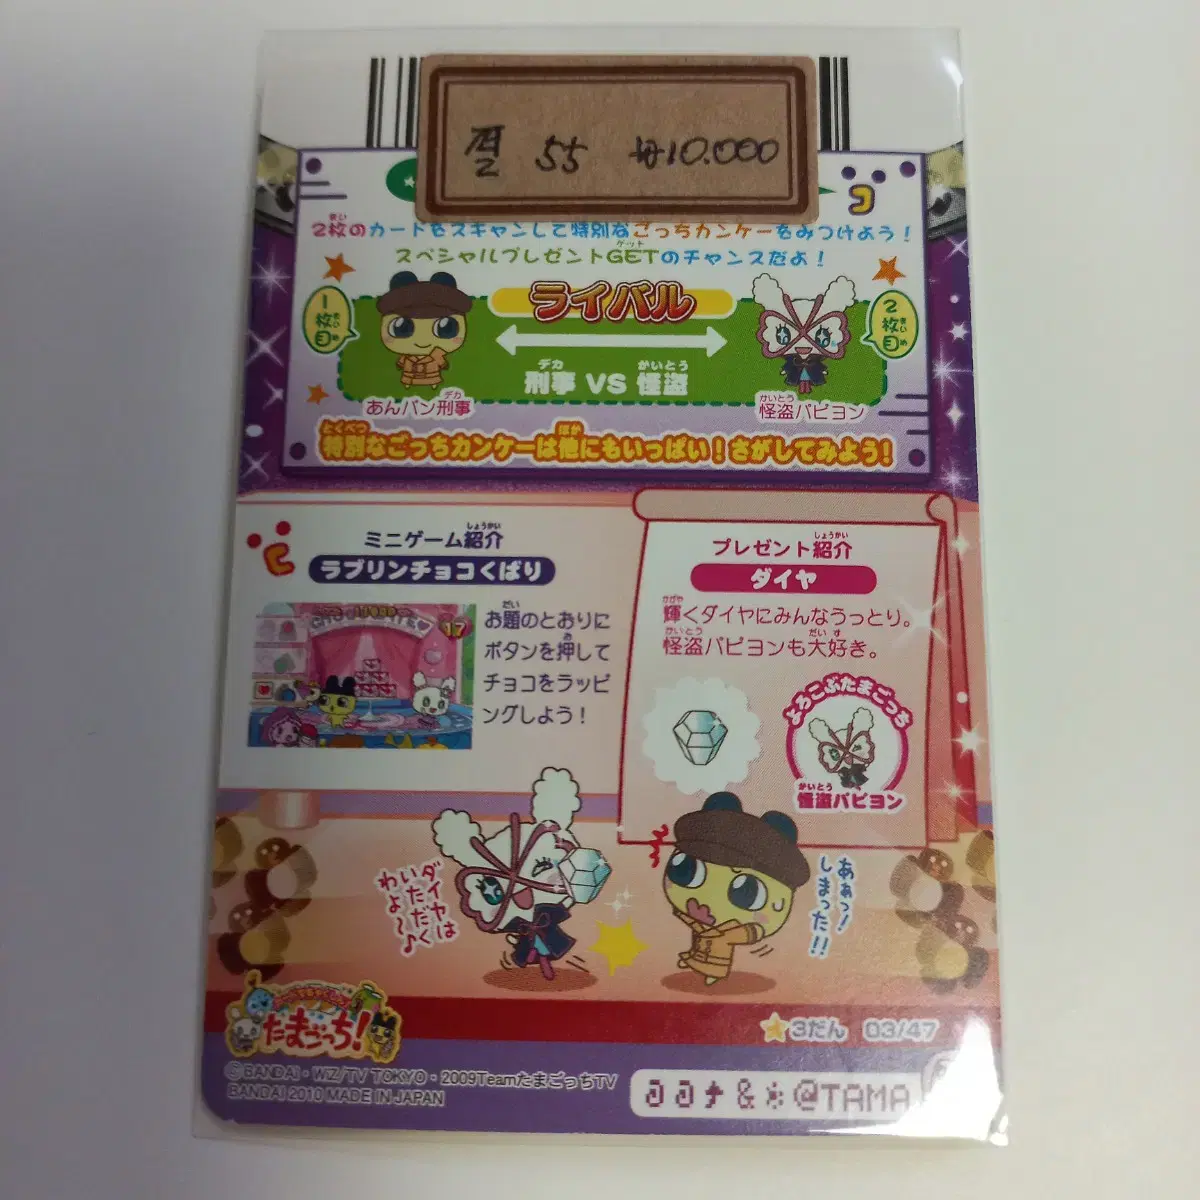 55 ₩10.000
2枚のカードをスキャンして特別なごっちカンケーをみつけよう！
スペシャルプレゼントGETのチャンスだよ！
1枚目
ライバル
2枚目
刑事 VS 怪盗
あんパン刑事
怪盗パピヨン
特別なごっちカンケーは他にもいっぱい！さがしてみよう！
ミニゲーム紹介
ラブリンチョコくばり
17
お題のとおりに
ボタンを押して
チョコをラッピ
ングしよう！
プレゼント紹介
ダイヤ
輝くダイヤにみんなうっとり。
怪盗パピヨンも大好き。
よろこぶたまごっち
怪盗パピヨン
ダイヤは
いただく
わよ〜♪
ああっ！
しまった!!
たまごっち！
3だん 03/47
©BANDAI・WiZ/TV TOKYO・2009TeamたまごっちTV
BANDAI 2010 MADE IN JAPAN
@TAMA